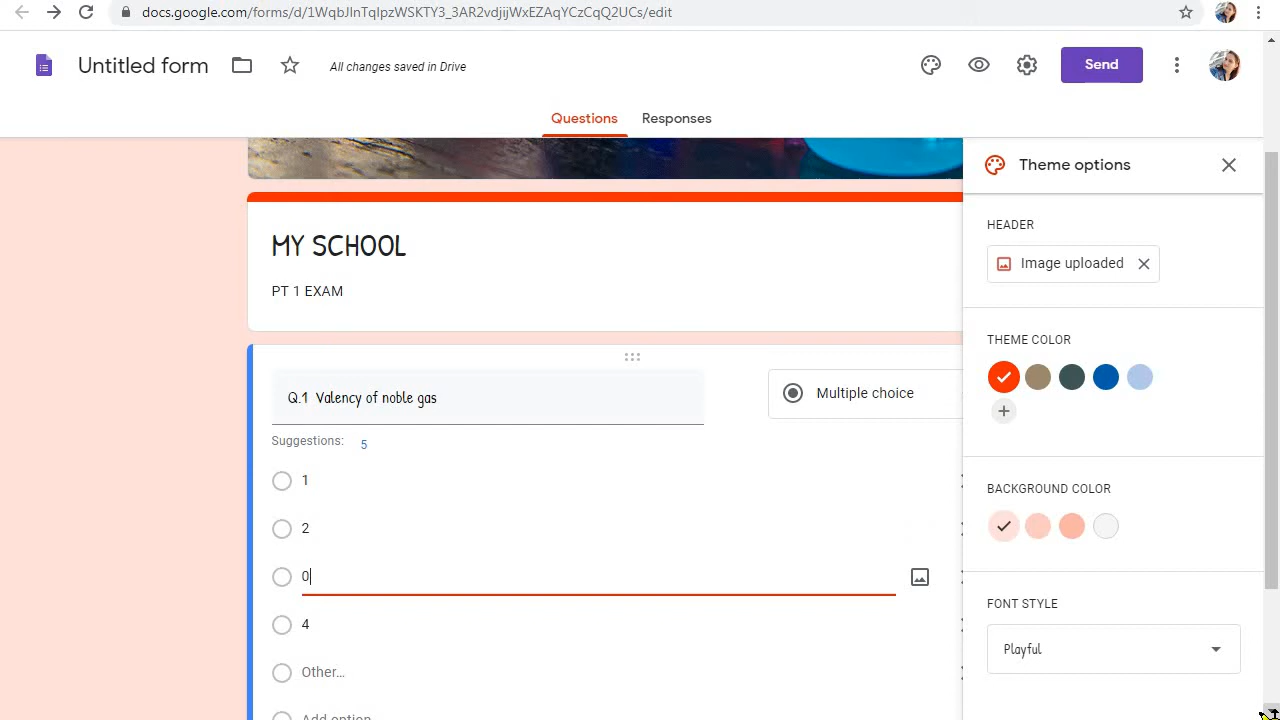 docs.google.com/forms/d/1WqbJInTqIpzWSKTY3_3AR2vdjijWxEZAqYCzCqQ2UCs/edit
Untitled form
All changes saved in Drive
Send
Questions
Responses
Theme options
HEADER
Image uploaded
MY SCHOOL
PT 1 EXAM
THEME COLOR
Q.1 Valency of noble gas
Multiple choice
Suggestions: 5
1
2
0
4
Other...
Add option
BACKGROUND COLOR
FONT STYLE
Playful